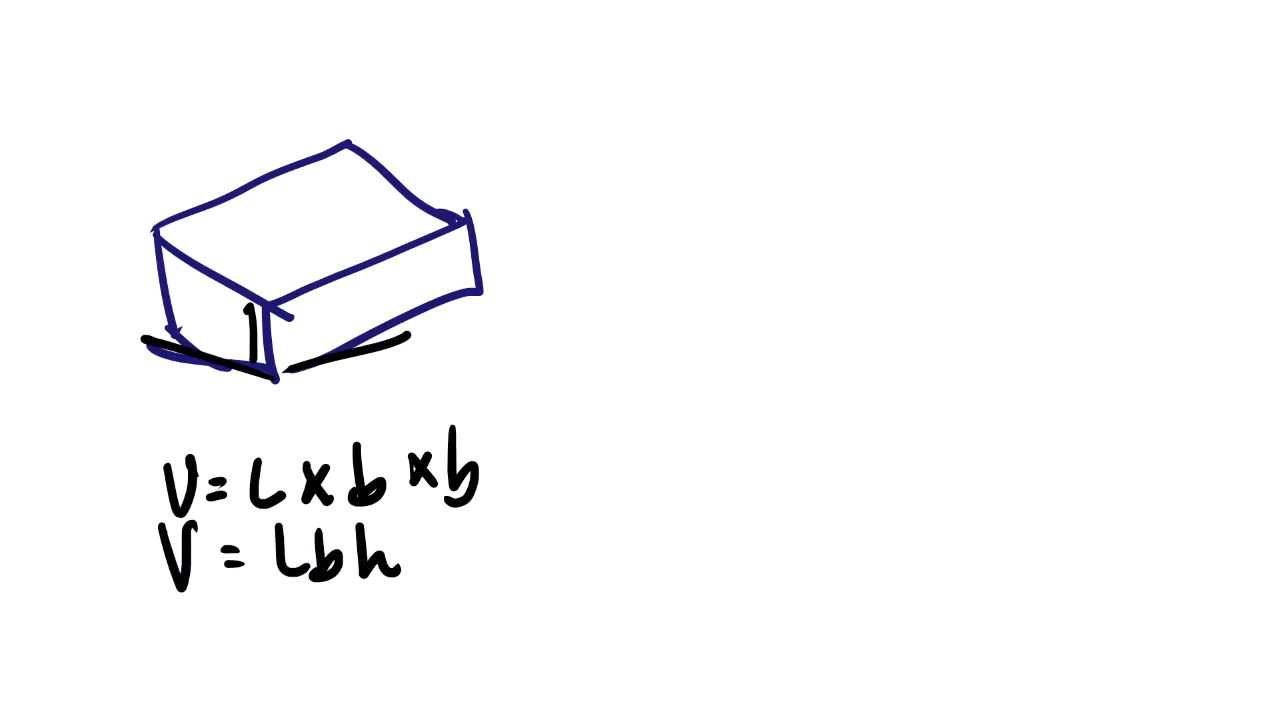 V = L x b x h
V = Lbh